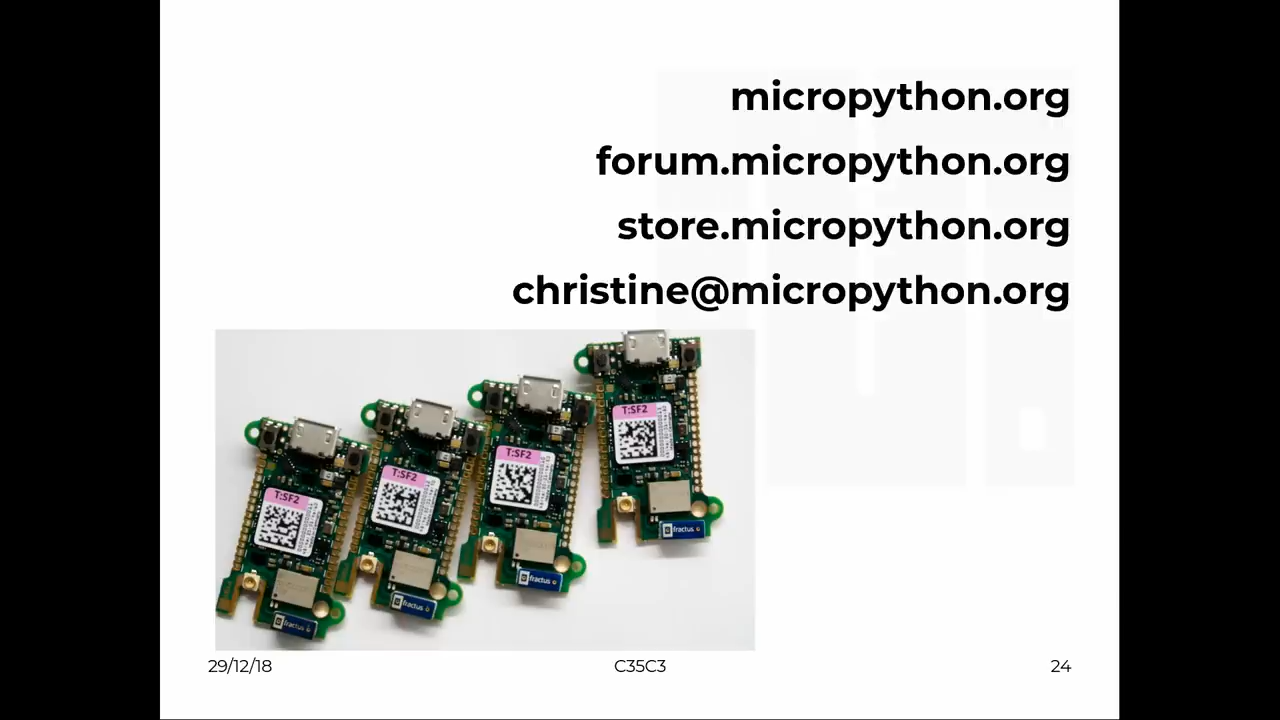 micropython.org
forum.micropython.org
store.micropython.org
christine@micropython.org
T:SF2
T:SF2
T:SF2
T:SF2
fractus
fractus
fractus
fractus
29/12/18
C35C3
24